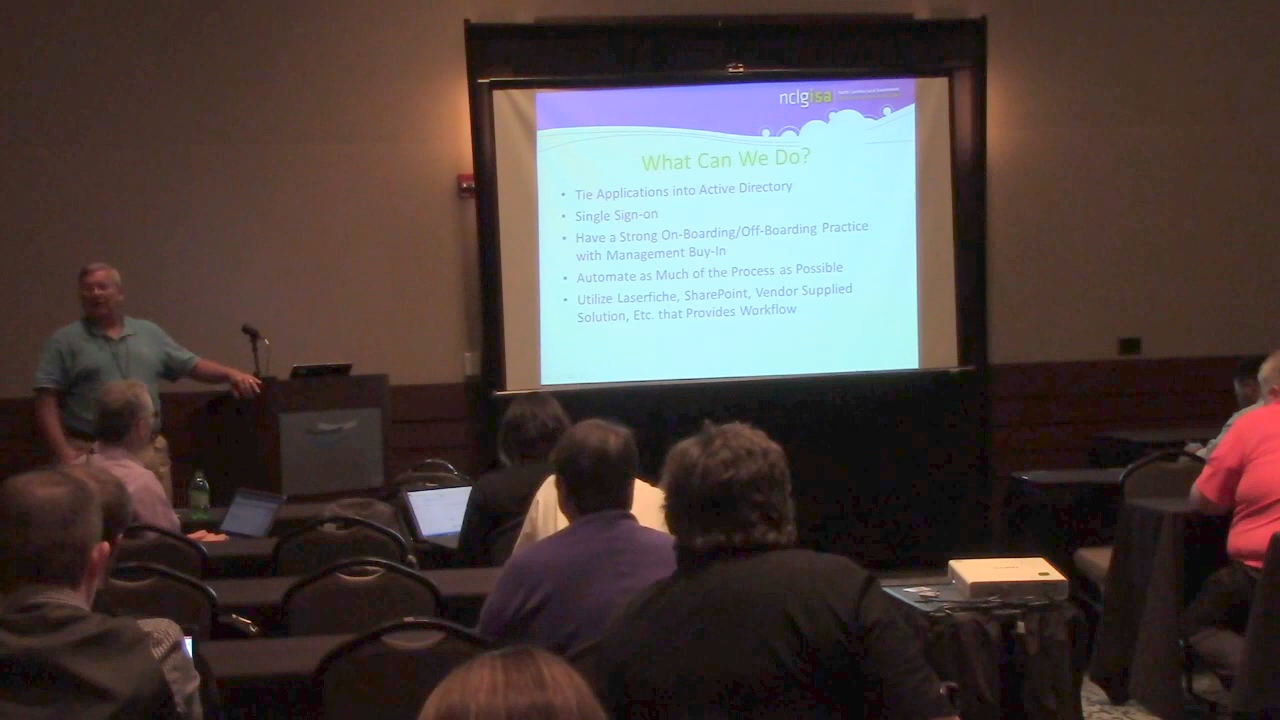 nclgisa
What Can We Do?
• Tie Applications into Active Directory
• Single Sign-on
• Have a Strong On-Boarding/Off-Boarding Practice
with Management Buy-In
• Automate as Much of the Process as Possible
• Utilize Laserfiche, SharePoint, Vendor Supplied
Solution, Etc. that Provides Workflow